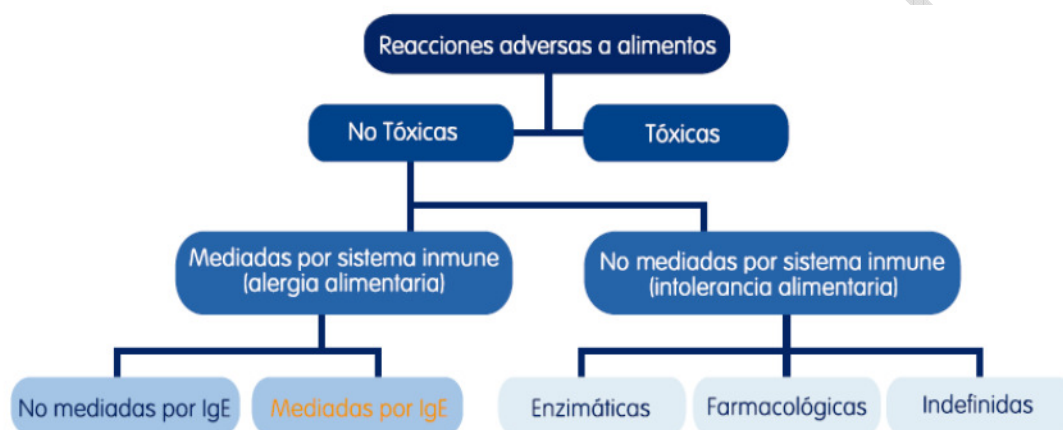 Reacciones adversas a alimentos
No Tóxicas
Tóxicas
Mediadas por sistema inmune
(alergia alimentaria)
No mediadas por sistema inmune
(intolerancia alimentaria)
No mediadas por IgE
Mediadas por IgE
Enzimáticas
Farmacológicas
Indefinidas